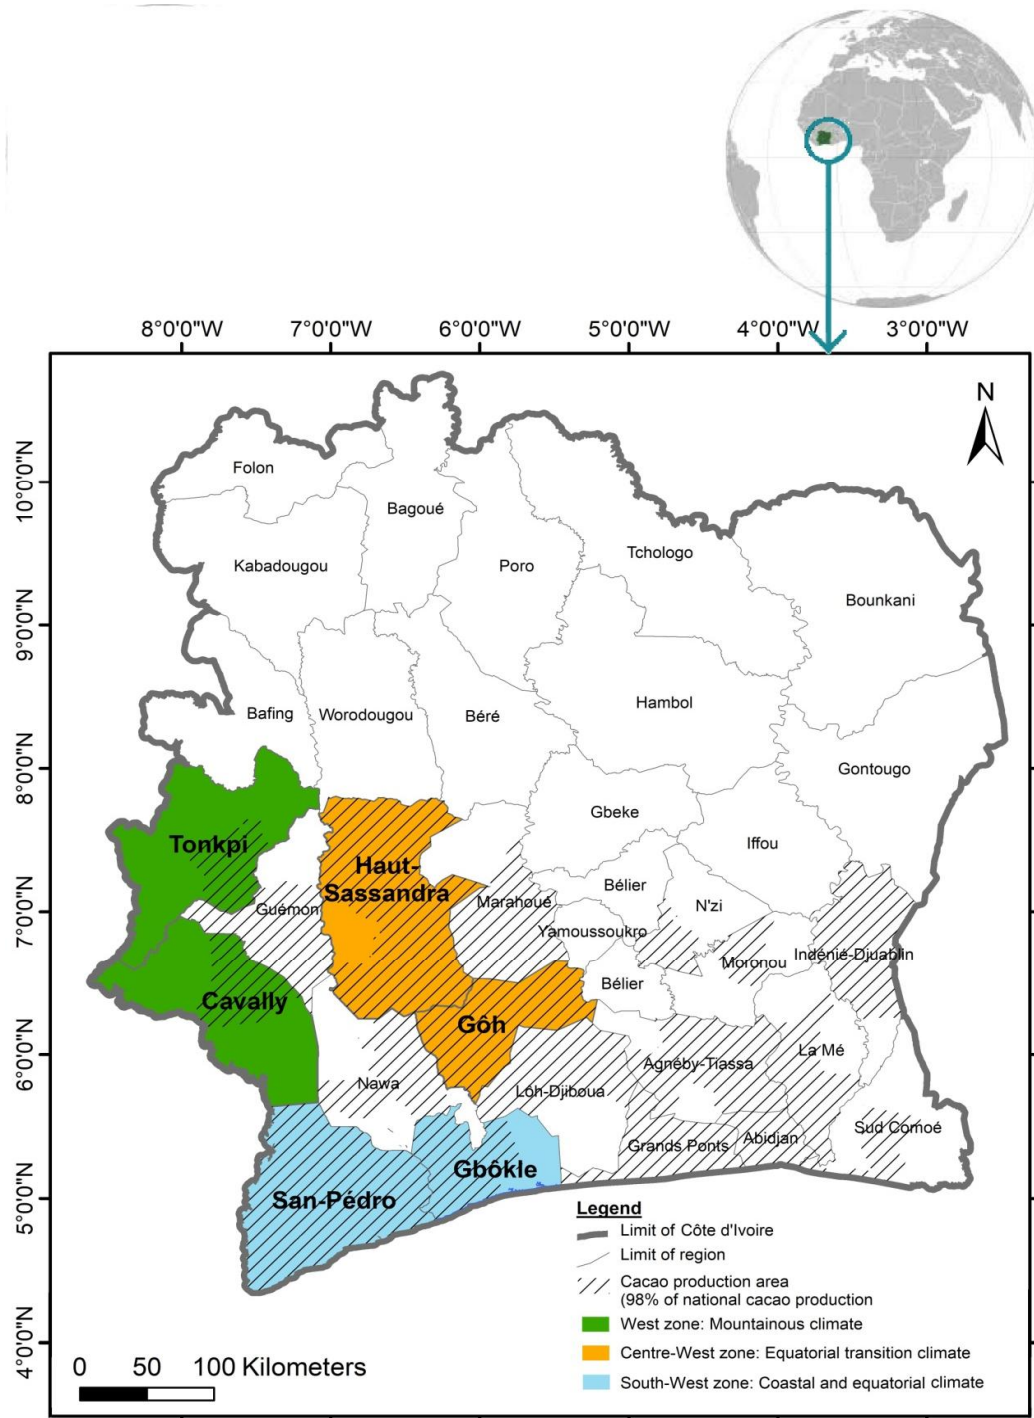 8°0'0"W 7°0'0"W 6°0'0"W 5°0'0"W 4°0'0"W 3°0'0"W
N
10°0'0"N
9°0'0"N
8°0'0"N
7°0'0"N
6°0'0"N
5°0'0"N
4°0'0"N
Folon
Bagoué
Tchologo
Kabadougou
Poro
Bounkani
Hambol
Bafing
Worodougou
Béré
Gontougo
Gbeke
Iffou
Tonkpi
Haut-
Sassandra
Bélier
Guémon
Marahoué
N'zi
Yamoussoukro
Indénié-Djuablin
Moronou
Bélier
Cavally
Gôh
La Mé
Agnéby-Tiassa
Nawa
Lôh-Djiboua
Sud Comoé
Abidjan
Grands Ponts
Gbôkle
San-Pédro
Legend
Limit of Côte d'Ivoire
Limit of region
Cacao production area
(98% of national cacao production
West zone: Mountainous climate
Centre-West zone: Equatorial transition climate
South-West zone: Coastal and equatorial climate
0 50 100 Kilometers